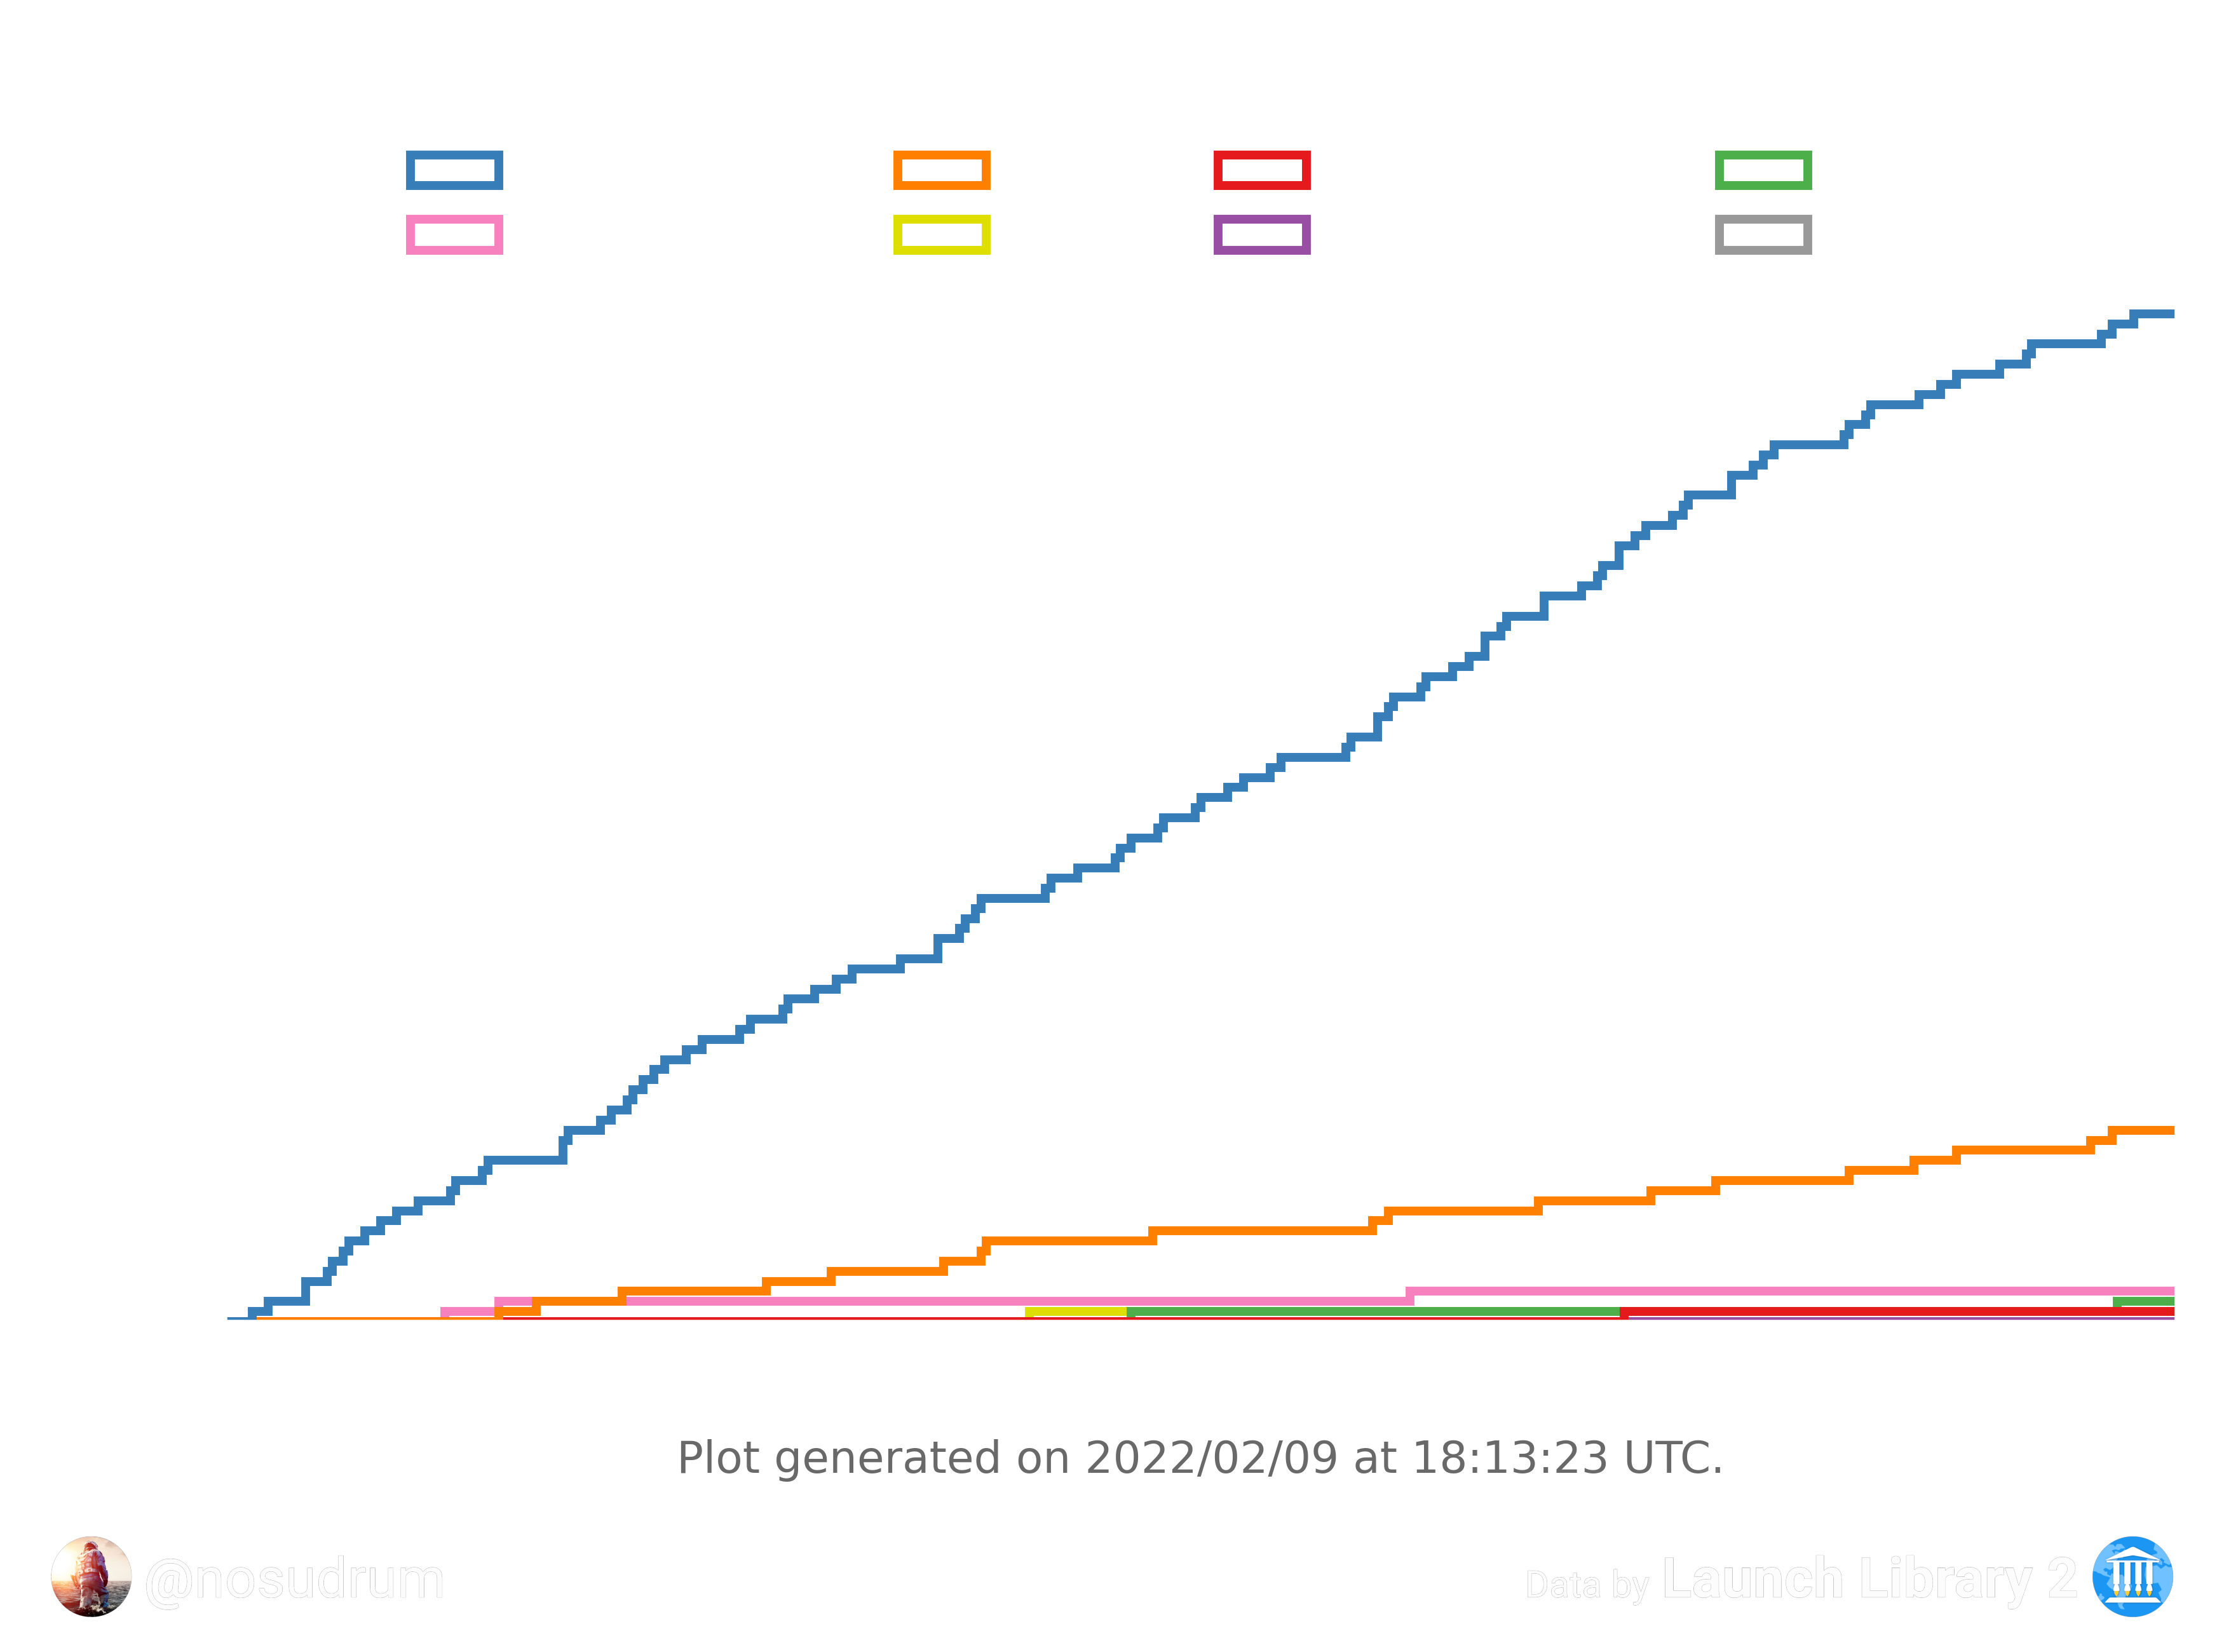 Plot generated on 2022/02/09 at 18:13:23 UTC.
@nosudrum
Data by Launch Library 2